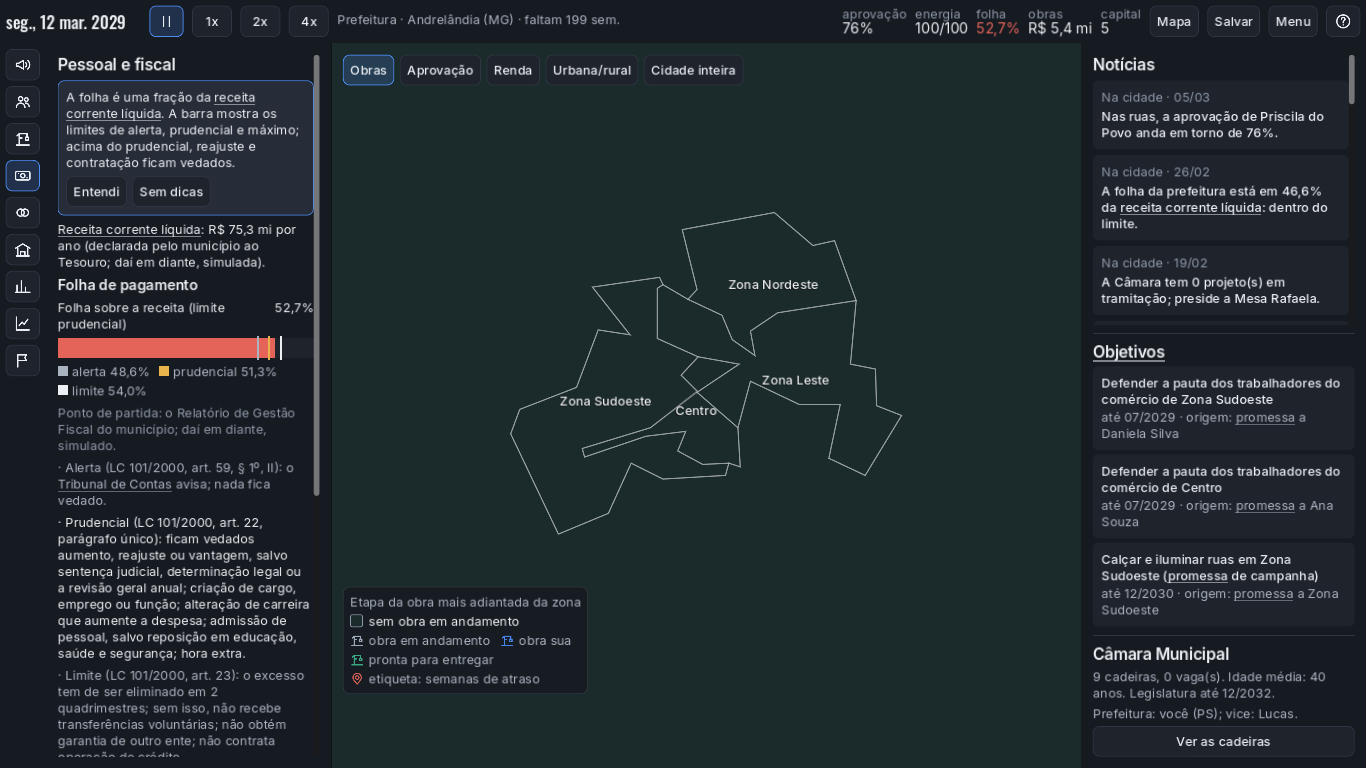 seg., 12 mar. 2029
1x
2x
4x
Prefeitura · Andrelândia (MG) · faltam 199 sem.
aprovação
76%
energia
100/100
folha
52,7%
obras
R$ 5,4 mi
capital
5
Mapa
Salvar
Menu
Pessoal e fiscal
A folha é uma fração da receita
corrente líquida. A barra mostra os
limites de alerta, prudencial e máximo;
acima do prudencial, reajuste e
contratação ficam vedados.
Entendi
Sem dicas
Receita corrente líquida: R$ 75,3 mi por
ano (declarada pelo município ao
Tesouro; daí em diante, simulada).
Folha de pagamento
Folha sobre a receita (limite
prudencial)
52,7%
alerta 48,6%
prudencial 51,3%
limite 54,0%
Ponto de partida: o Relatório de Gestão
Fiscal do município; daí em diante,
simulado.
· Alerta (LC 101/2000, art. 59, § 1º, II): o
Tribunal de Contas avisa; nada fica
vedado.
· Prudencial (LC 101/2000, art. 22,
parágrafo único): ficam vedados
aumento, reajuste ou vantagem, salvo
sentença judicial, determinação legal ou
a revisão geral anual; criação de cargo,
emprego ou função; alteração de carreira
que aumente a despesa; admissão de
pessoal, salvo reposição em educação,
saúde e segurança; hora extra.
· Limite (LC 101/2000, art. 23): o excesso
tem de ser eliminado em 2
quadrimestres; sem isso, não recebe
transferências voluntárias; não obtém
garantia de outro ente; não contrata
operação de crédito.
Obras
Aprovação
Renda
Urbana/rural
Cidade inteira
Zona Nordeste
Zona Leste
Zona Sudoeste
Centro
Etapa da obra mais adiantada da zona
sem obra em andamento
obra em andamento
obra sua
pronta para entregar
etiqueta: semanas de atraso
Notícias
Na cidade · 05/03
Nas ruas, a aprovação de Priscila do
Povo anda em torno de 76%.
Na cidade · 26/02
A folha da prefeitura está em 46,6%
da receita corrente líquida: dentro do
limite.
Na cidade · 19/02
A Câmara tem 0 projeto(s) em
tramitação; preside a Mesa Rafaela.
Objetivos
Defender a pauta dos trabalhadores do
comércio de Zona Sudoeste
até 07/2029 · origem: promessa a
Daniela Silva
Defender a pauta dos trabalhadores do
comércio de Centro
até 07/2029 · origem: promessa a Ana
Souza
Calçar e iluminar ruas em Zona
Sudoeste (promessa de campanha)
até 12/2030 · origem: promessa a Zona
Sudoeste
Câmara Municipal
9 cadeiras, 0 vaga(s). Idade média: 40
anos. Legislatura até 12/2032.
Prefeitura: você (PS); vice: Lucas.
Ver as cadeiras